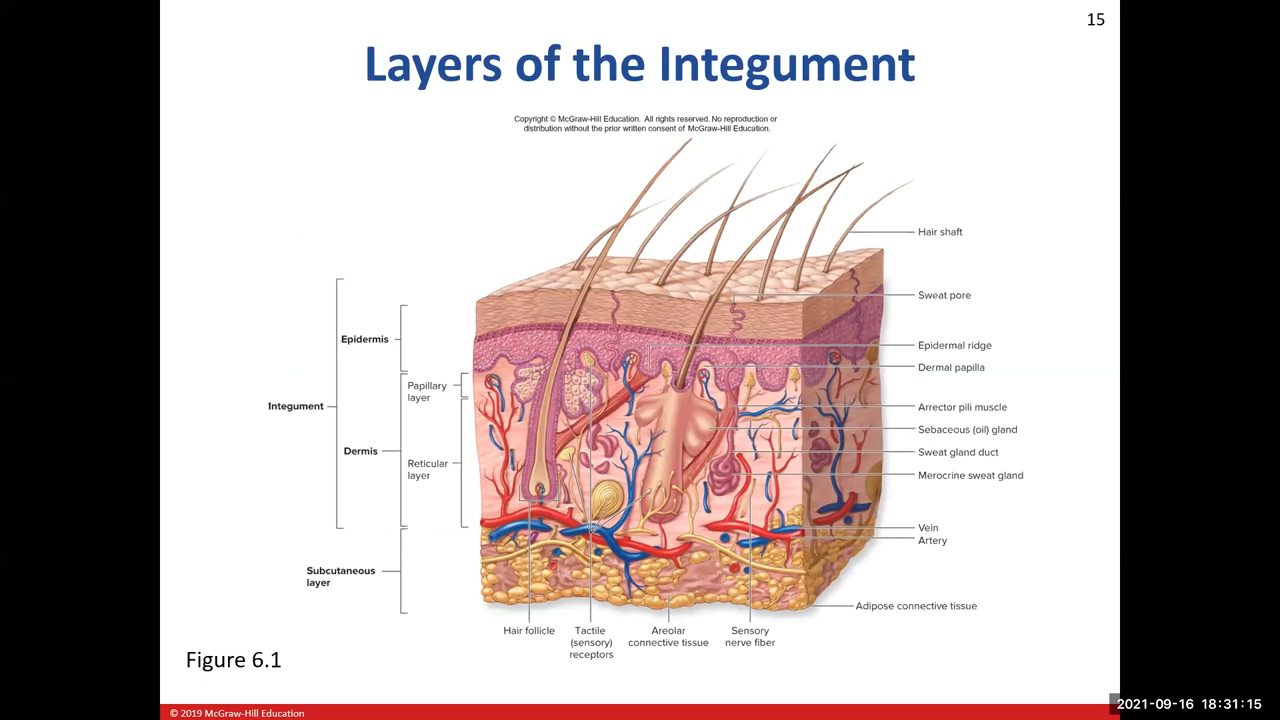 15
Layers of the Integument
Copyright © McGraw-Hill Education. All rights reserved. No reproduction or
distribution without the prior written consent of McGraw-Hill Education.
Hair shaft
Sweat pore
Epidermis
Epidermal ridge
Dermal papilla
Papillary
layer
Integument
Arrector pili muscle
Sebaceous (oil) gland
Dermis
Sweat gland duct
Reticular
layer
Merocrine sweat gland
Vein
Artery
Subcutaneous
layer
Adipose connective tissue
Hair follicle
Tactile
(sensory)
receptors
Areolar
connective tissue
Sensory
nerve fiber
Figure 6.1
© 2019 McGraw-Hill Education
2021-09-16 18:31:15